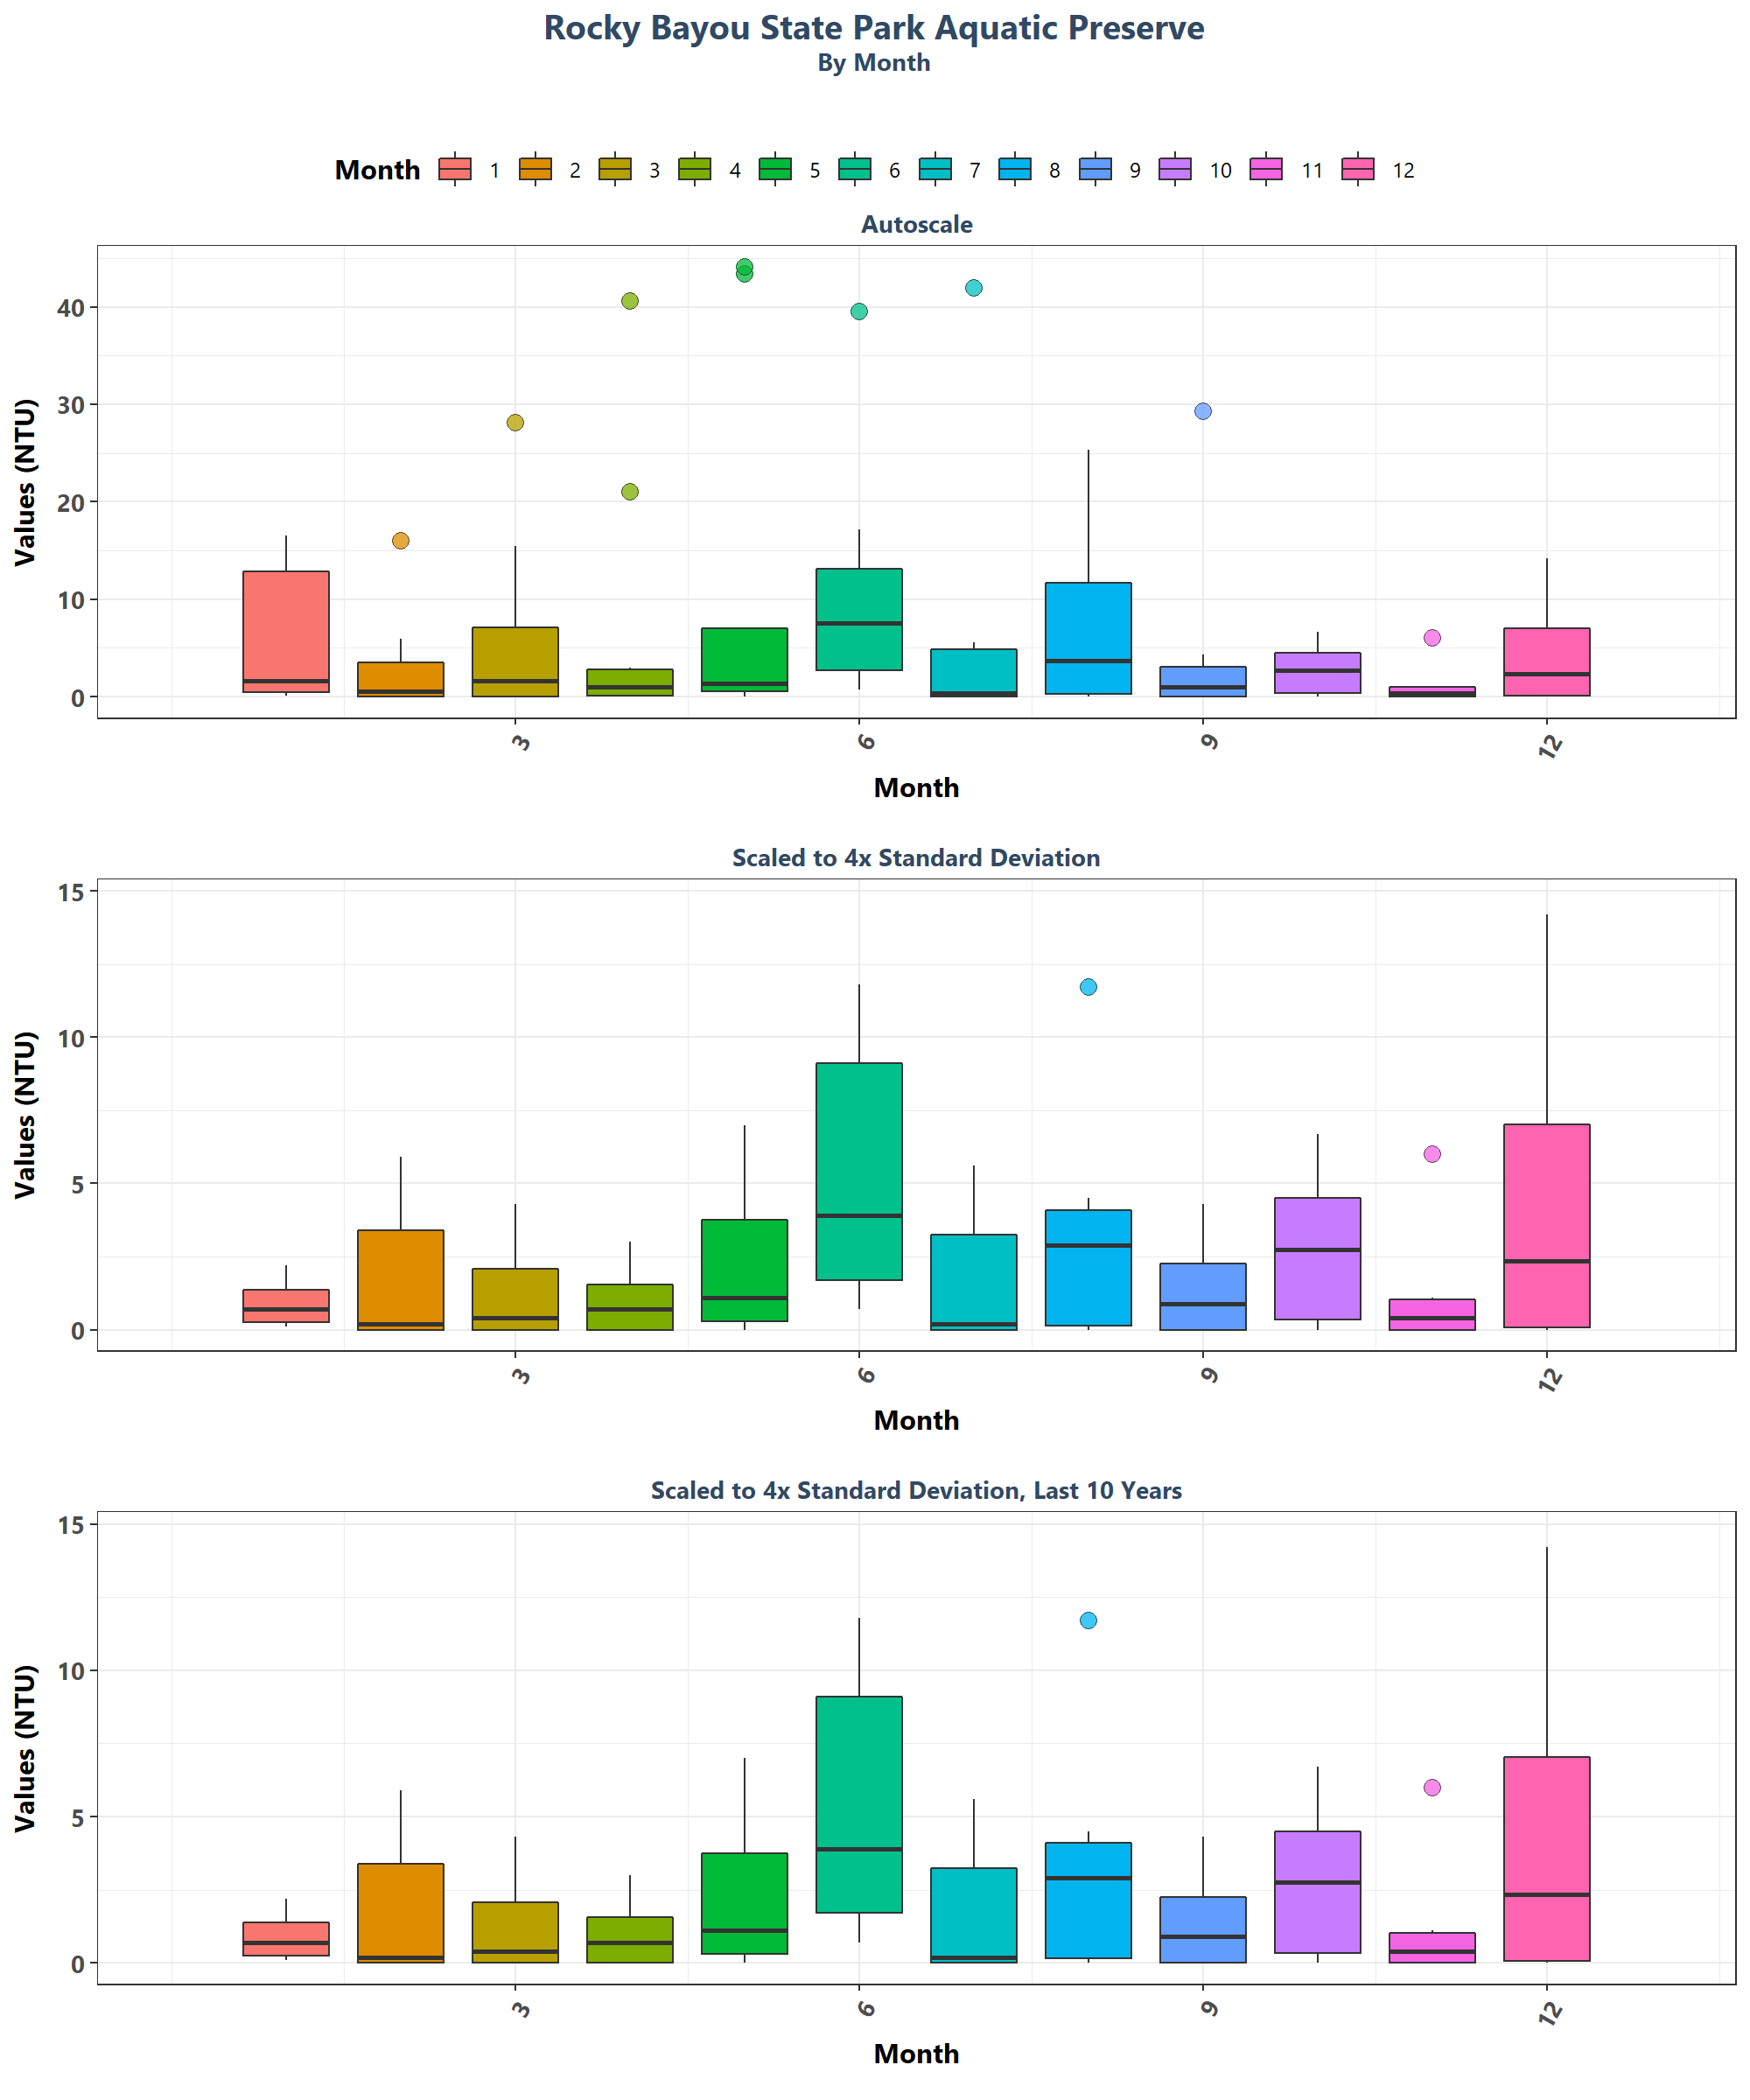 Rocky Bayou State Park Aquatic Preserve
By Month
Month 1 2 3 4 5 6 7 8 9 10 11 12
Autoscale
Values (NTU)
40
30
20
10
0
3 6 9 12
Month
Scaled to 4x Standard Deviation
Values (NTU)
15
10
5
0
3 6 9 12
Month
Scaled to 4x Standard Deviation, Last 10 Years
Values (NTU)
15
10
5
0
3 6 9 12
Month